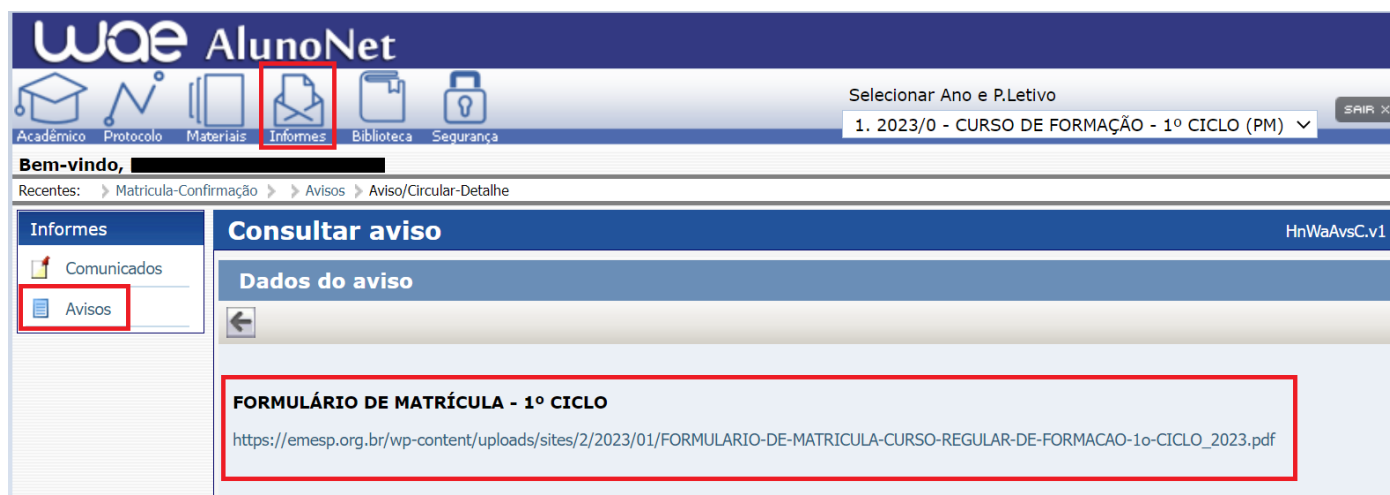 wae AlunoNet
Selecionar Ano e P.Letivo
1. 2023/0 - CURSO DE FORMAÇÃO - 1º CICLO (PM)
SAIR X
Acadêmico Protocolo Materiais Informes Biblioteca Segurança
Bem-vindo,
Recentes: Matricula-Confirmação Avisos Aviso/Circular-Detalhe
Informes
Comunicados
Avisos
Consultar aviso
HnWaAvsC.v1
Dados do aviso
FORMULÁRIO DE MATRÍCULA - 1º CICLO
https://emesp.org.br/wp-content/uploads/sites/2/2023/01/FORMULARIO-DE-MATRICULA-CURSO-REGULAR-DE-FORMACAO-1o-CICLO_2023.pdf